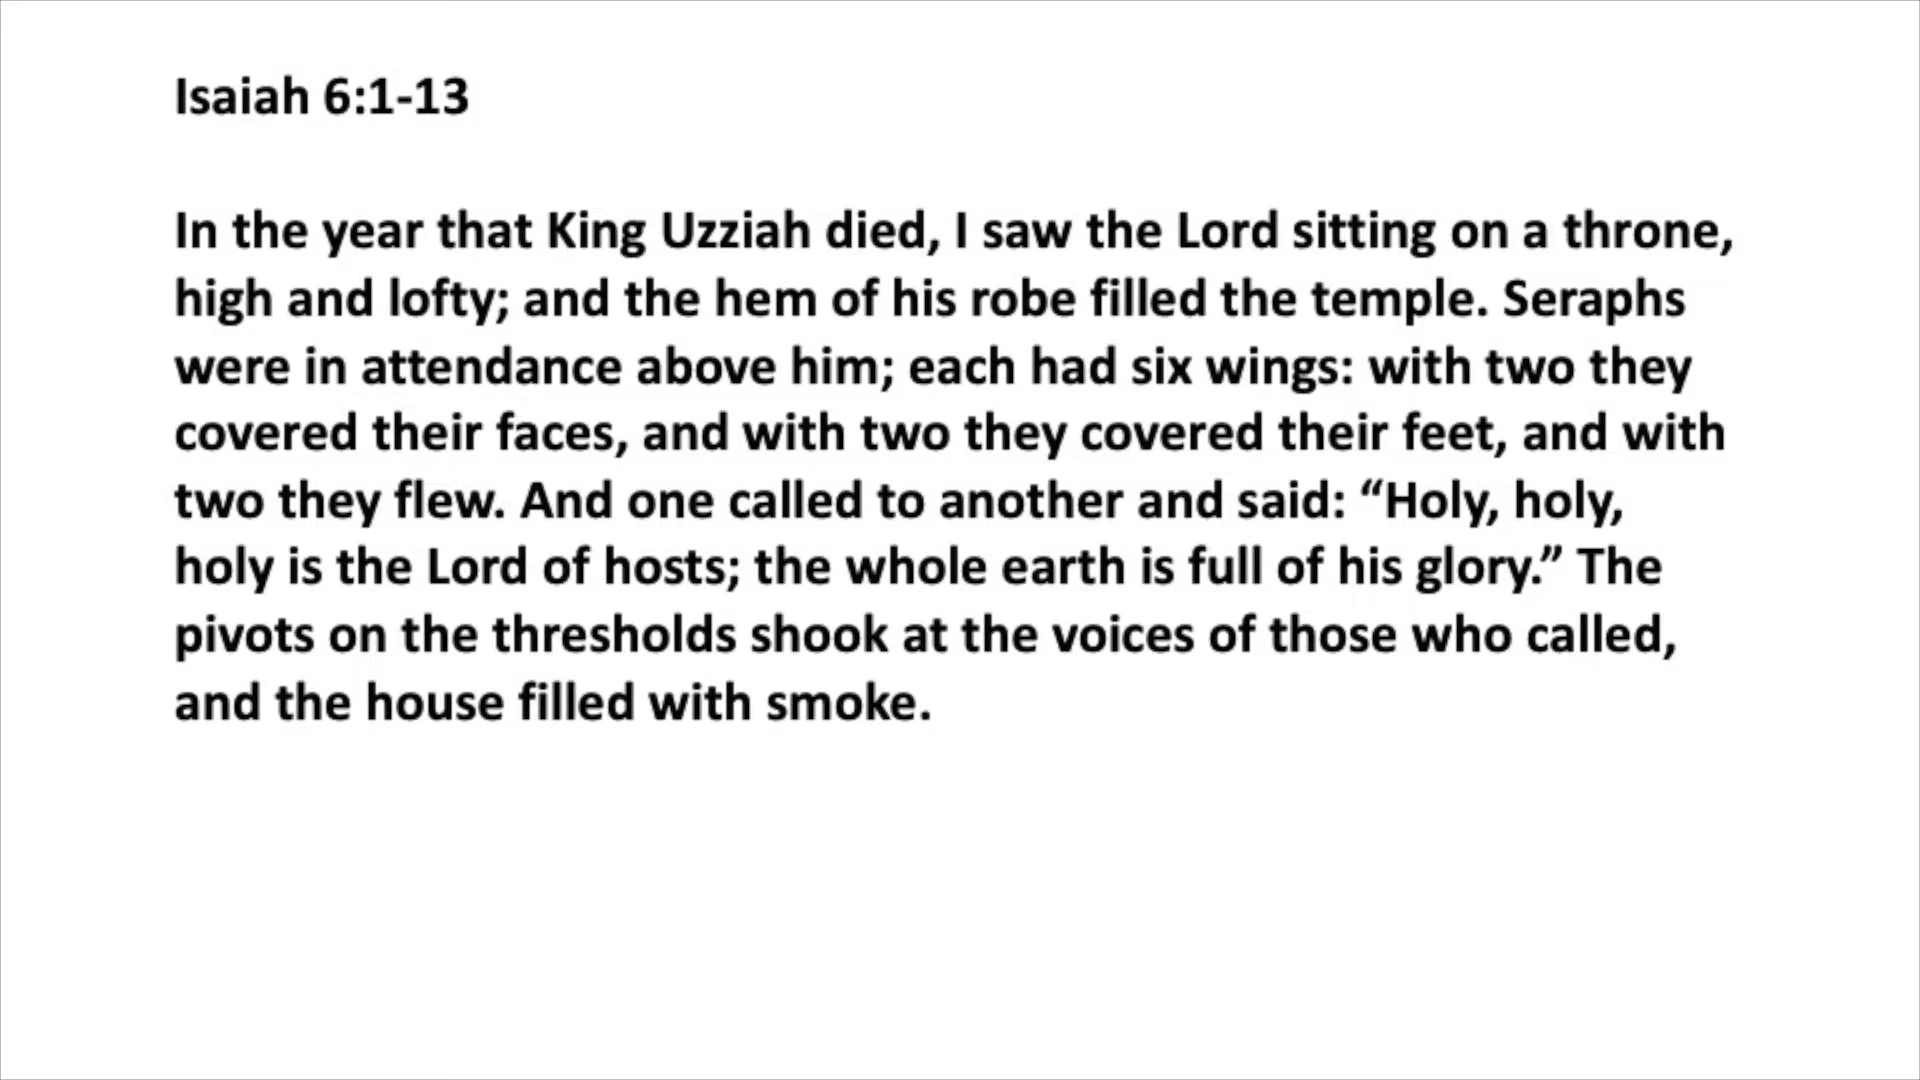 Isaiah 6:1-13
In the year that King Uzziah died, I saw the Lord sitting on a throne,
high and lofty; and the hem of his robe filled the temple. Seraphs
were in attendance above him; each had six wings: with two they
covered their faces, and with two they covered their feet, and with
two they flew. And one called to another and said: “Holy, holy,
holy is the Lord of hosts; the whole earth is full of his glory.” The
pivots on the thresholds shook at the voices of those who called,
and the house filled with smoke.